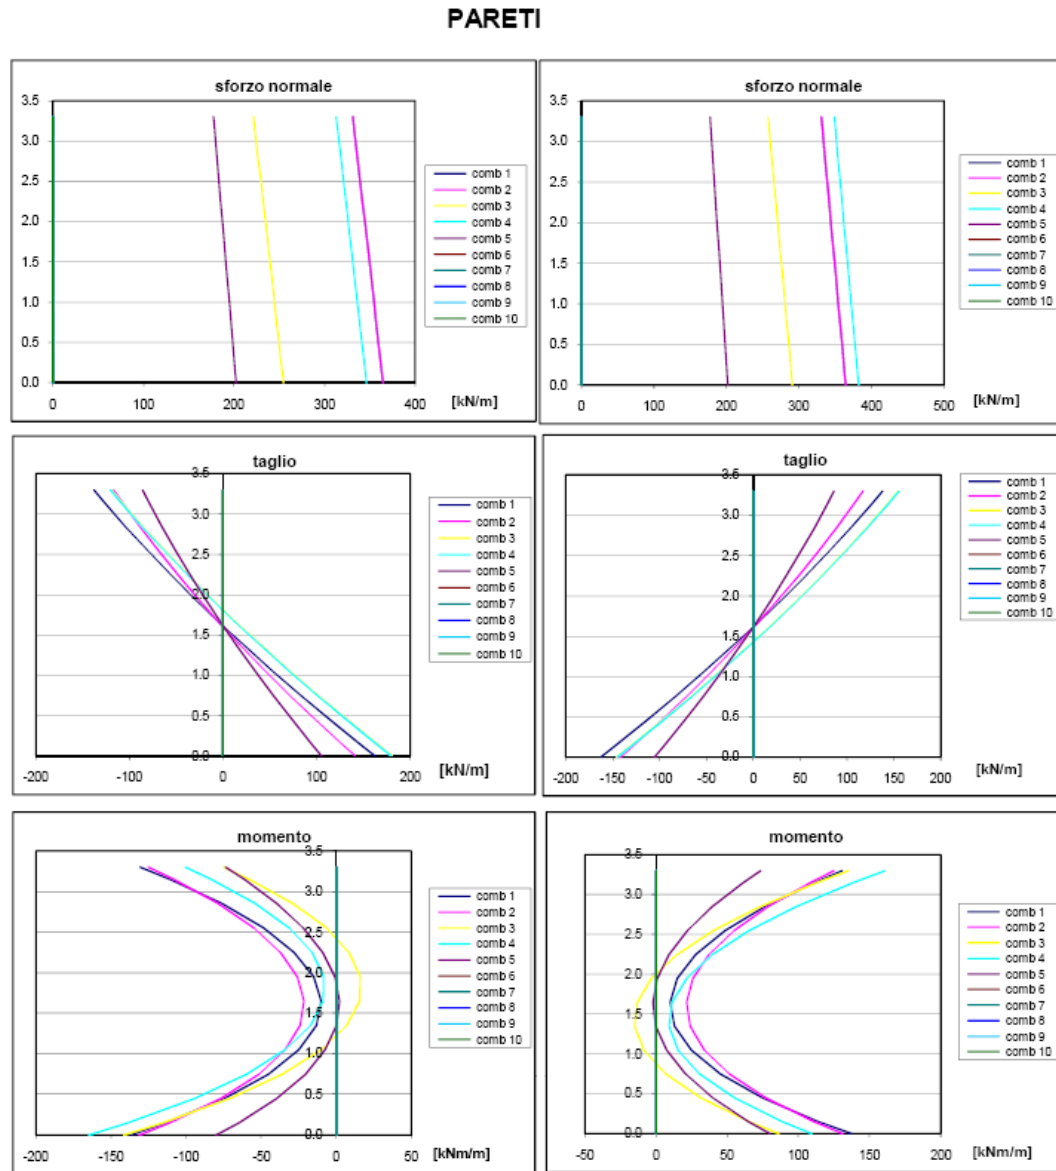 PARETI
sforzo normale
3.5
3.0
2.5
2.0
1.5
1.0
0.5
0.0
0 100 200 300 400 [kN/m]
comb 1
comb 2
comb 3
comb 4
comb 5
comb 6
comb 7
comb 8
comb 9
comb 10
sforzo normale
3.5
3.0
2.5
2.0
1.5
1.0
0.5
0.0
0 100 200 300 400 500 [kN/m]
comb 1
comb 2
comb 3
comb 4
comb 5
comb 6
comb 7
comb 8
comb 9
comb 10
taglio
3.5
3.0
2.5
2.0
1.5
1.0
0.5
0.0
-200 -100 0 100 200 [kN/m]
comb 1
comb 2
comb 3
comb 4
comb 5
comb 6
comb 7
comb 8
comb 9
comb 10
taglio
3.5
3.0
2.5
2.0
1.5
1.0
0.5
0.0
-200 -150 -100 -50 0 50 100 150 200 [kN/m]
comb 1
comb 2
comb 3
comb 4
comb 5
comb 6
comb 7
comb 8
comb 9
comb 10
momento
3.5
3.0
2.5
2.0
1.5
1.0
0.5
0.0
-200 -150 -100 -50 0 50 [kNm/m]
comb 1
comb 2
comb 3
comb 4
comb 5
comb 6
comb 7
comb 8
comb 9
comb 10
momento
3.5
3.0
2.5
2.0
1.5
1.0
0.5
0.0
-50 0 50 100 150 200 [kNm/m]
comb 1
comb 2
comb 3
comb 4
comb 5
comb 6
comb 7
comb 8
comb 9
comb 10